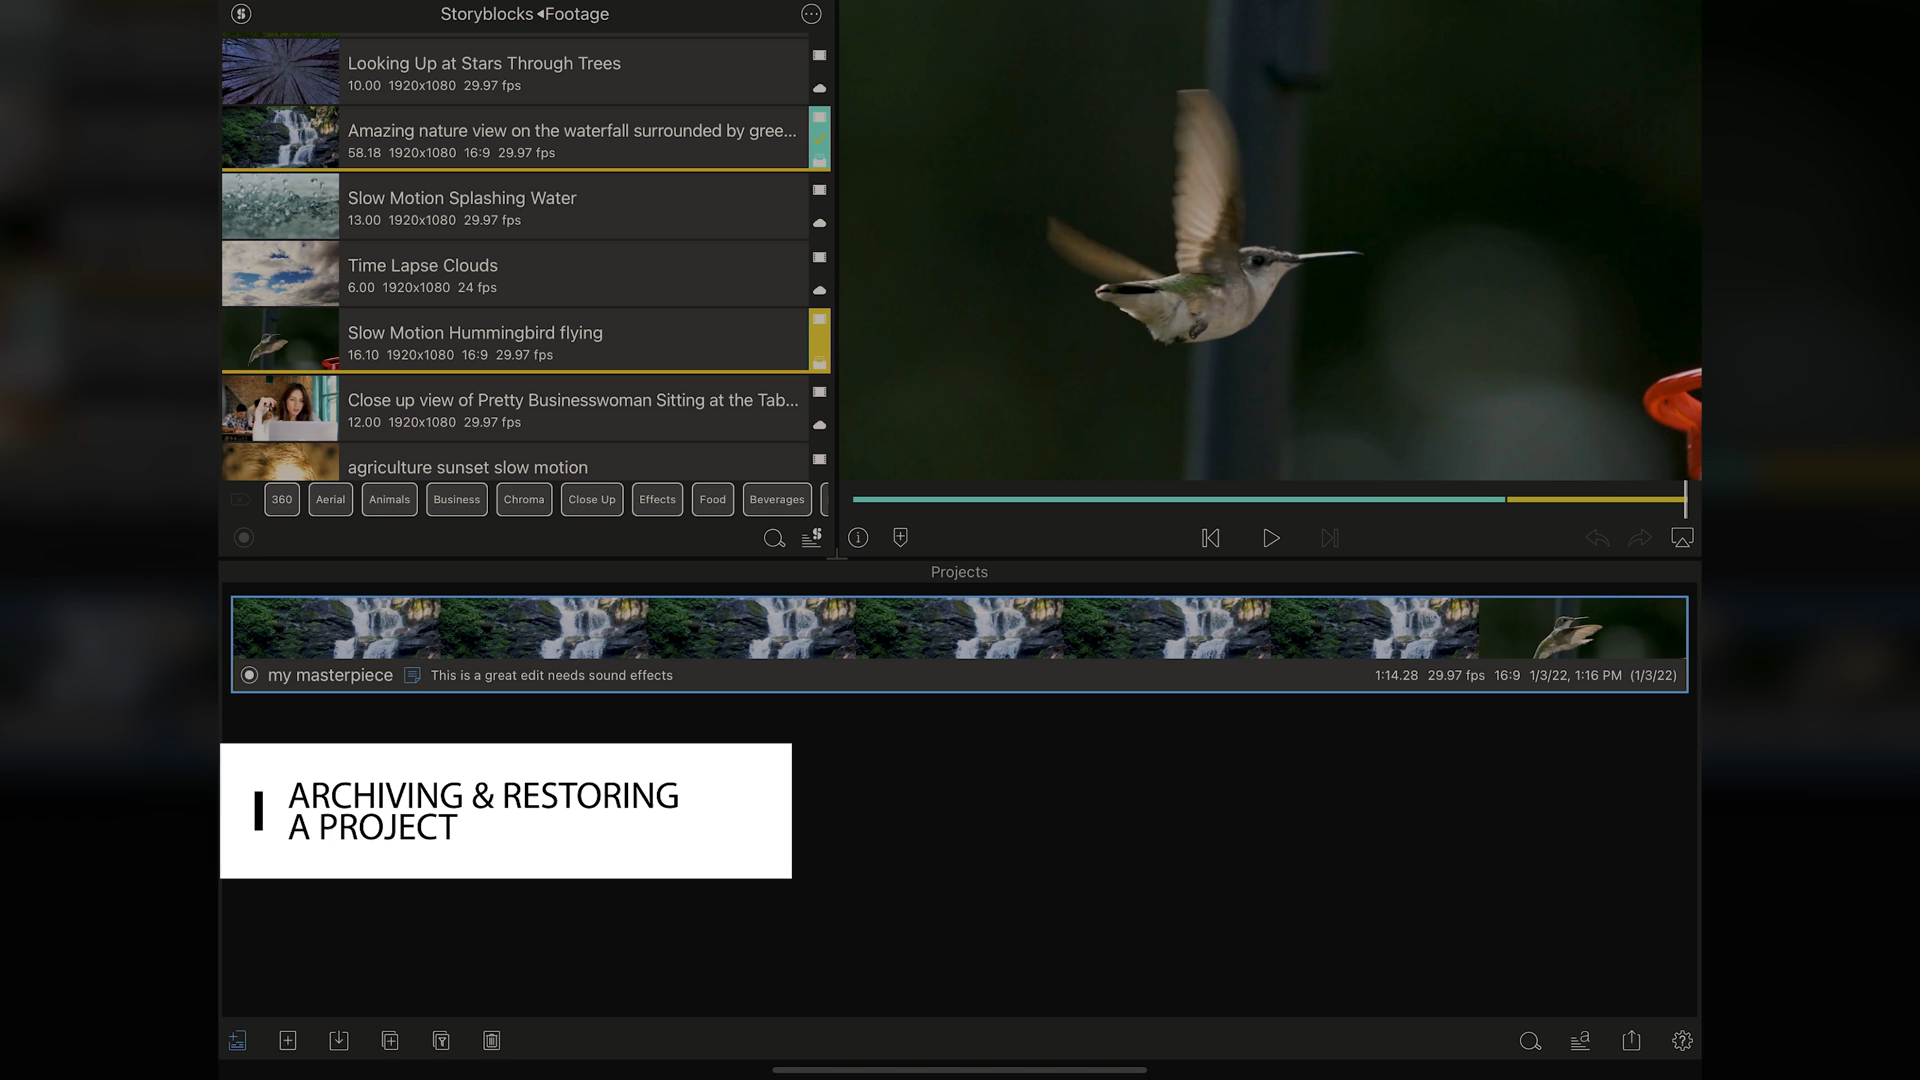 Storyblocks ◂Footage
Looking Up at Stars Through Trees
10.00 1920x1080 29.97 fps
Amazing nature view on the waterfall surrounded by gree...
58.18 1920x1080 16:9 29.97 fps
Slow Motion Splashing Water
13.00 1920x1080 29.97 fps
Time Lapse Clouds
6.00 1920x1080 24 fps
Slow Motion Hummingbird flying
16.10 1920x1080 16:9 29.97 fps
Close up view of Pretty Businesswoman Sitting at the Tab...
12.00 1920x1080 29.97 fps
agriculture sunset slow motion
360 Aerial Animals Business Chroma Close Up Effects Food Beverages
Projects
my masterpiece This is a great edit needs sound effects 1:14.28 29.97 fps 16:9 1/3/22, 1:16 PM (1/3/22)
ARCHIVING & RESTORING
A PROJECT